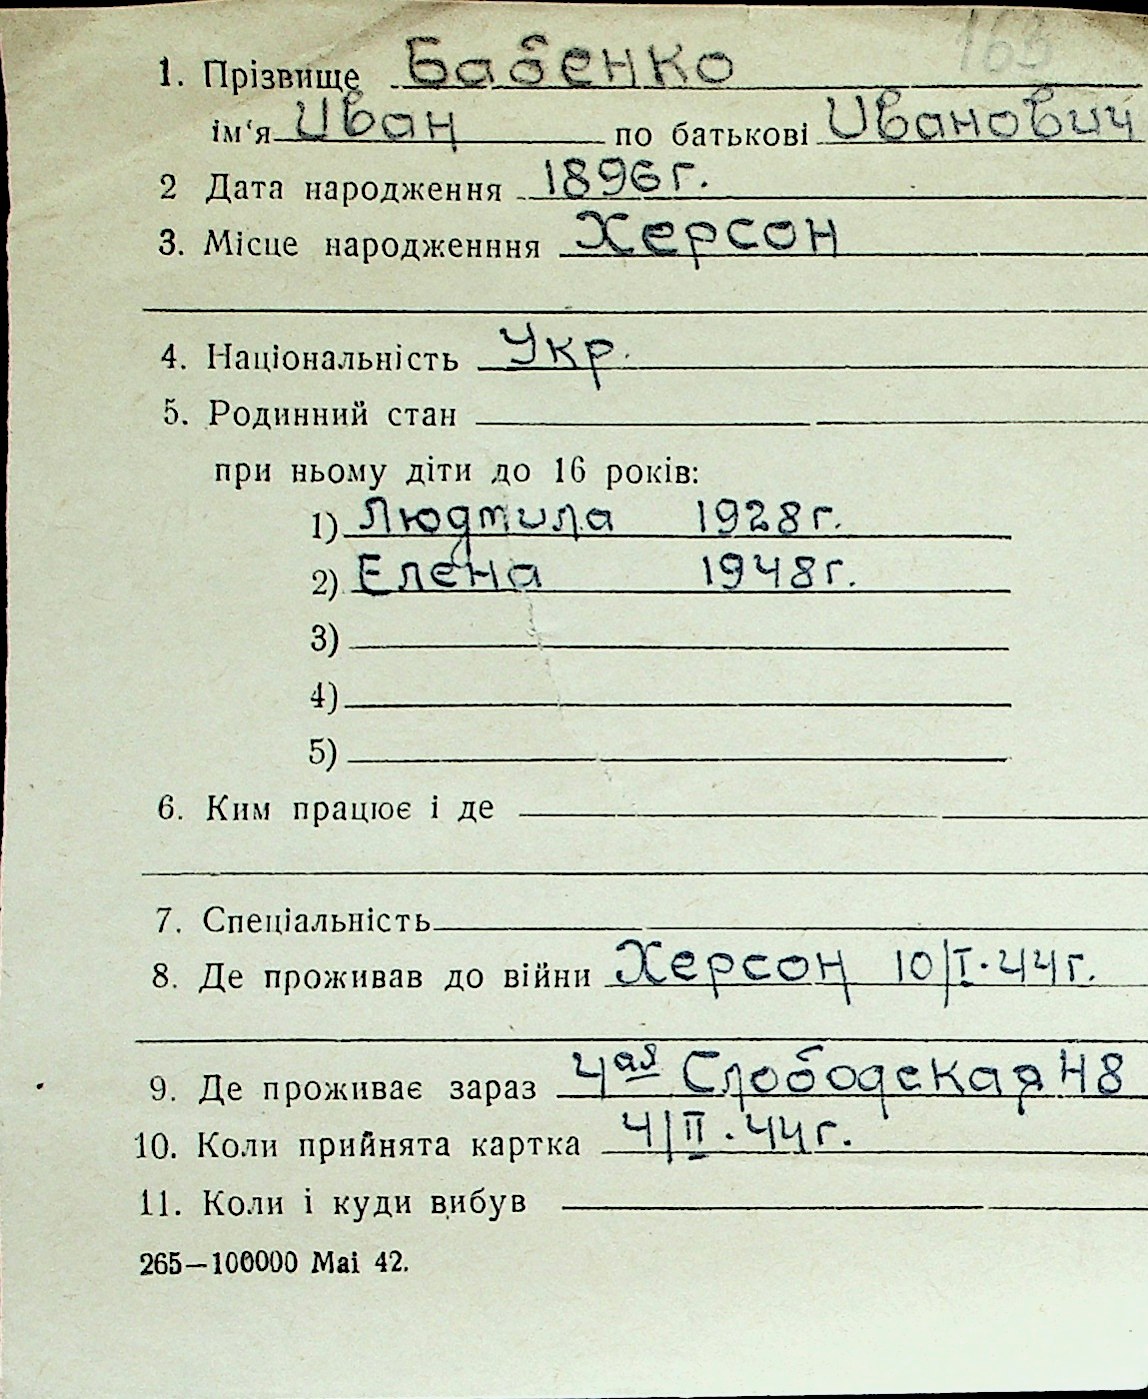 163
1. Прізвище Бабенко
ім‘я Иван по батькові Иванович
2 Дата народження 1896г.
3. Місце народженння Херсон
4. Національність Укр.
5. Родинний стан
при ньому діти до 16 років:
1) Людмила 1928г.
2) Елена 1948г.
3)
4)
5)
6. Ким працює і де
7. Спеціальність
8. Де проживав до війни Херсон 10/I.44г.
9. Де проживає зараз 4ая Слободская 48
10. Коли прийнята картка 4/II.44г.
11. Коли і куди вибув
265—100000 Mai 42.